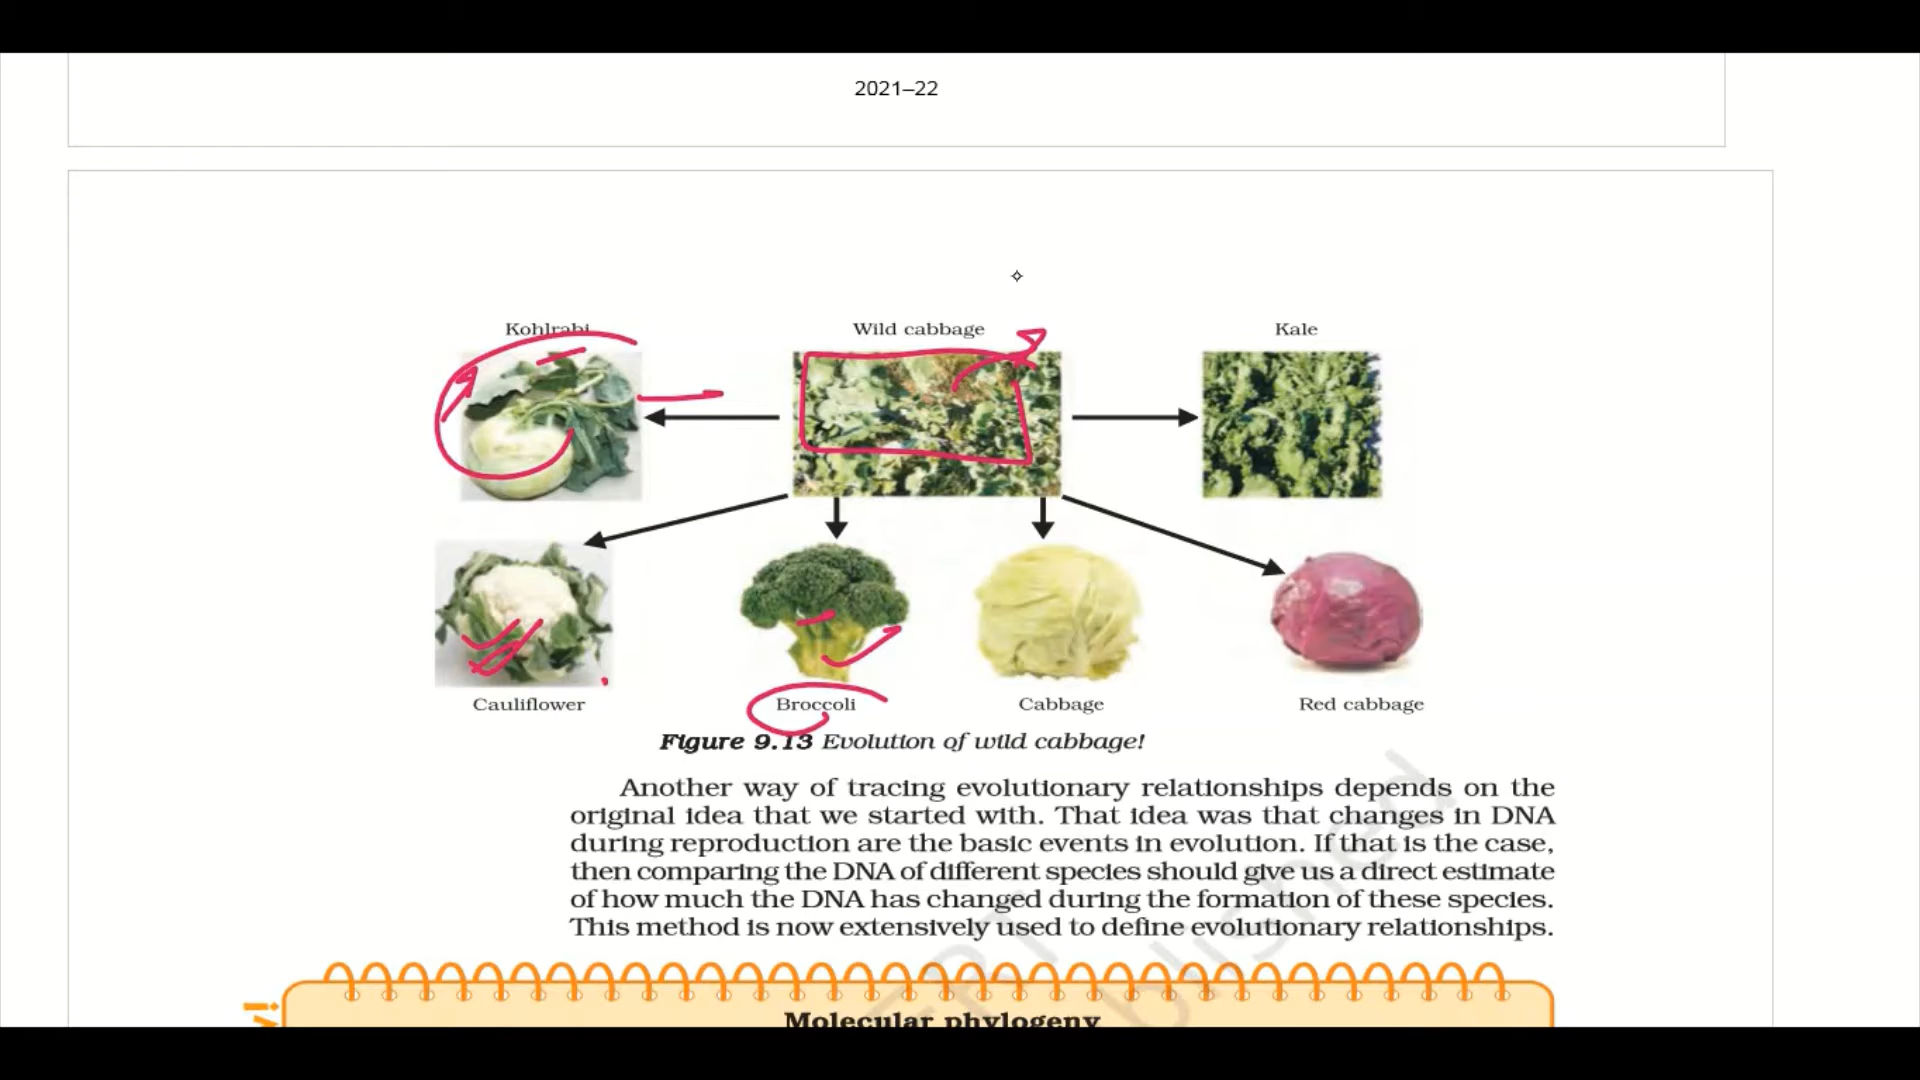 2021–22
Kohlrabi
Wild cabbage
Kale
Cauliflower
Broccoli
Cabbage
Red cabbage
Figure 9.13 Evolution of wild cabbage!
Another way of tracing evolutionary relationships depends on the
original idea that we started with. That idea was that changes in DNA
during reproduction are the basic events in evolution. If that is the case,
then comparing the DNA of different species should give us a direct estimate
of how much the DNA has changed during the formation of these species.
This method is now extensively used to define evolutionary relationships.
Molecular phylogeny